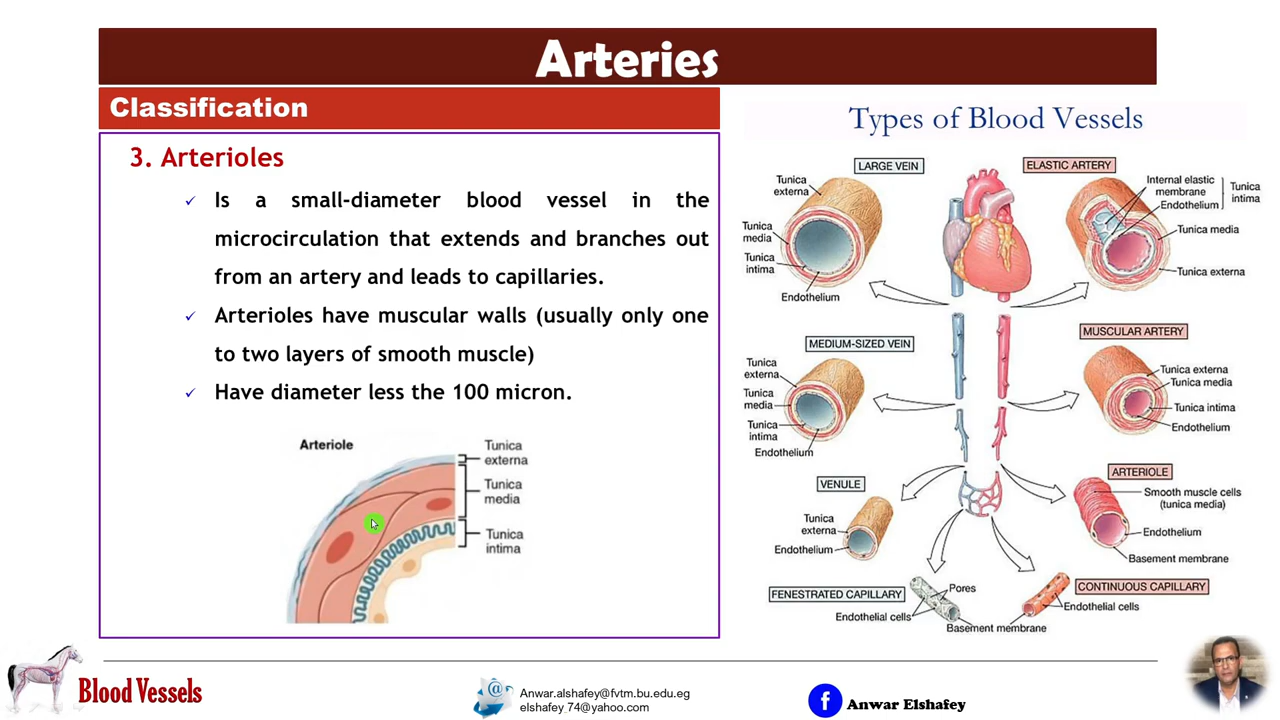 Arteries
Classification
3. Arterioles
✓ Is a small-diameter blood vessel in the
microcirculation that extends and branches out
from an artery and leads to capillaries.
✓ Arterioles have muscular walls (usually only one
to two layers of smooth muscle)
✓ Have diameter less the 100 micron.
Arteriole
Tunica
externa
Tunica
media
Tunica
intima
Types of Blood Vessels
LARGE VEIN
Tunica
externa
Tunica
media
Tunica
intima
Endothelium
ELASTIC ARTERY
Internal elastic
membrane
Endothelium
Tunica
intima
Tunica media
Tunica externa
MEDIUM-SIZED VEIN
Tunica
externa
Tunica
media
Tunica
intima
Endothelium
MUSCULAR ARTERY
Tunica externa
Tunica media
Tunica intima
Endothelium
VENULE
Tunica
externa
Endothelium
ARTERIOLE
Smooth muscle cells
(tunica media)
Endothelium
Basement membrane
FENESTRATED CAPILLARY
Pores
Endothelial cells
Basement membrane
CONTINUOUS CAPILLARY
Endothelial cells
Blood Vessels
@
Anwar.alshafey@fvtm.bu.edu.eg
elshafey_74@yahoo.com
f
Anwar Elshafey